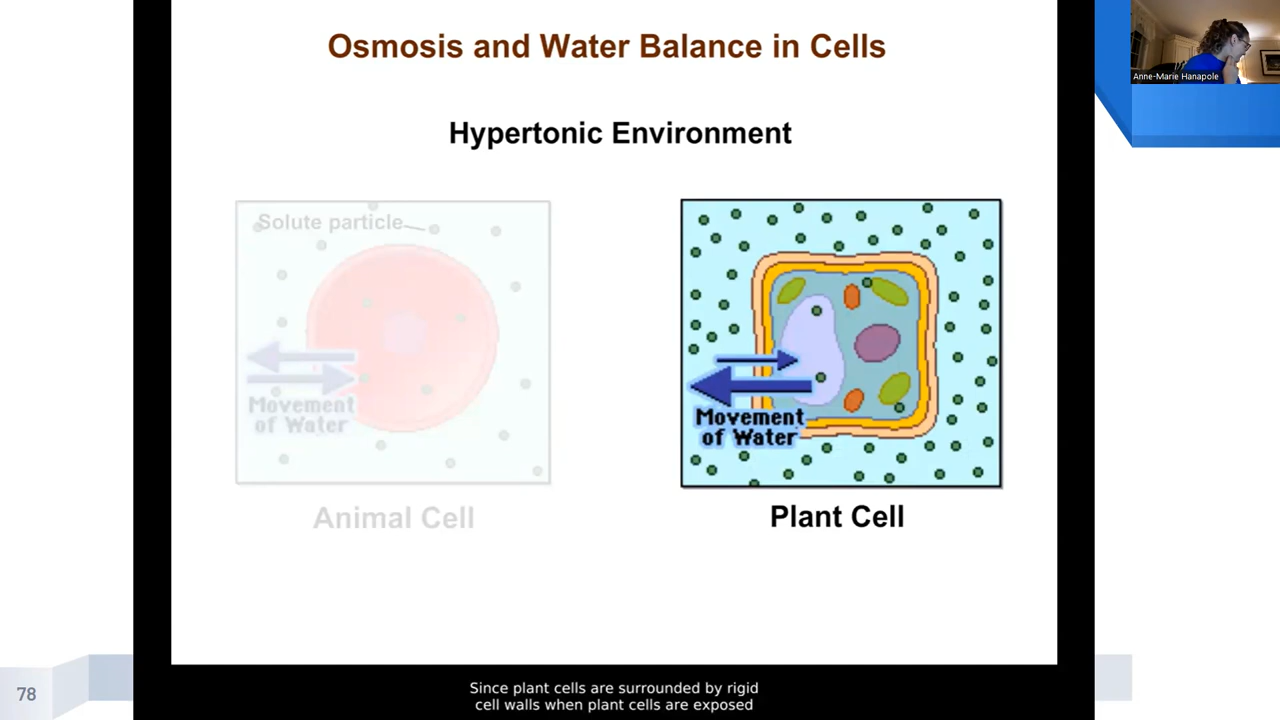 Osmosis and Water Balance in Cells
Anne-Marie Hanapole
Hypertonic Environment
Solute particle
Movement
of Water
Animal Cell
Movement
of Water
Plant Cell
78
Since plant cells are surrounded by rigid
cell walls when plant cells are exposed